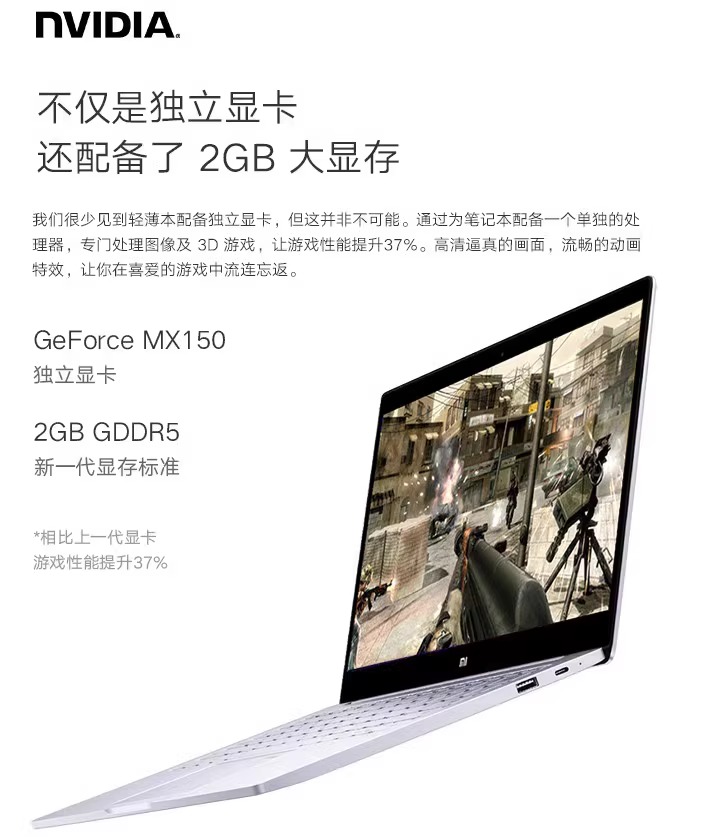 NVIDIA
不仅是独立显卡
还配备了 2GB 大显存
我们很少见到轻薄本配备独立显卡，但这并非不可能。通过为笔记本配备一个单独的处
理器，专门处理图像及 3D 游戏，让游戏性能提升37%。高清逼真的画面，流畅的动画
特效，让你在喜爱的游戏中流连忘返。
GeForce MX150
独立显卡
2GB GDDR5
新一代显存标准
*相比上一代显卡
游戏性能提升37%